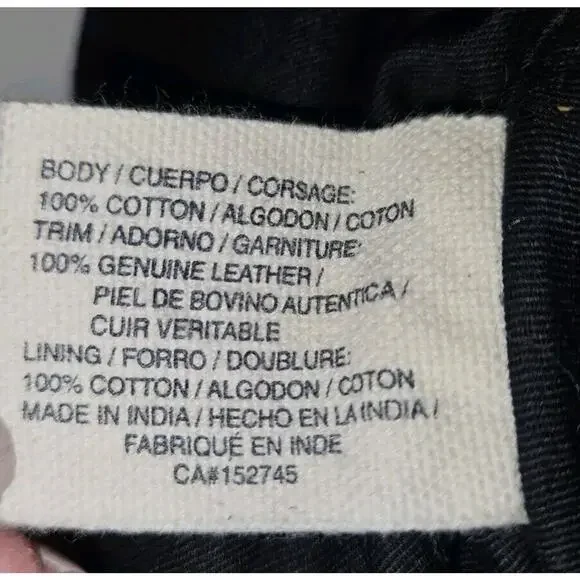 BODY / CUERPO / CORSAGE:
100% COTTON / ALGODON / COTON
TRIM / ADORNO / GARNITURE:
100% GENUINE LEATHER /
PIEL DE BOVINO AUTENTICA /
CUIR VERITABLE
LINING / FORRO / DOUBLURE:
100% COTTON / ALGODON / COTON
MADE IN INDIA / HECHO EN LA INDIA /
FABRIQUÉ EN INDE
CA#152745